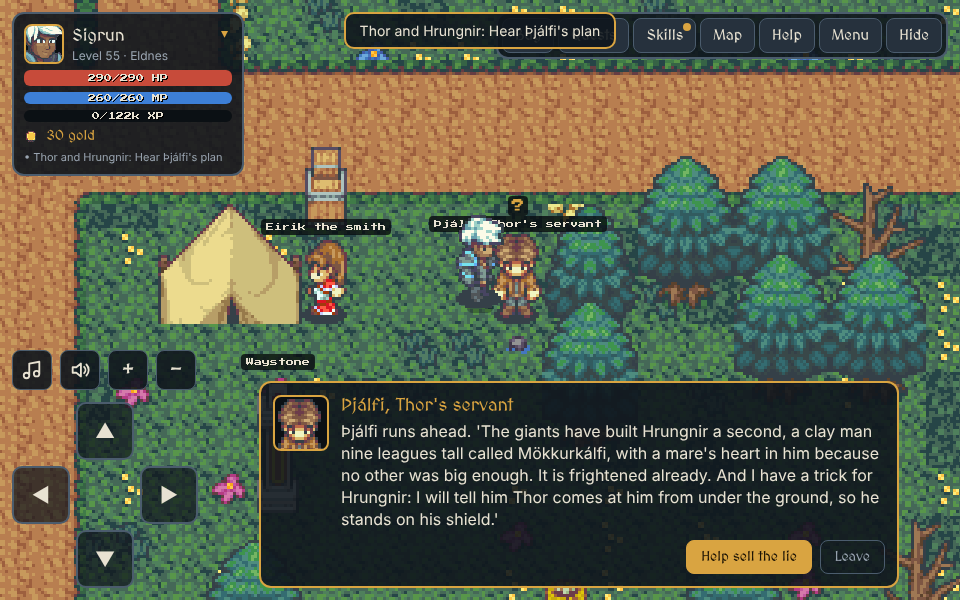 Sigrun
Level 55 · Eldnes
290/290 HP
260/260 MP
0/122k XP
30 gold
• Thor and Hrungnir: Hear Þjálfi's plan
Thor and Hrungnir: Hear Þjálfi's plan
Skills
Map
Help
Menu
Hide
Eirik the smith
?
Thor's servant
Waystone
Þjálfi, Thor's servant
Þjálfi runs ahead. 'The giants have built Hrungnir a second, a clay man
nine leagues tall called Mökkurkálfi, with a mare's heart in him because
no other was big enough. It is frightened already. And I have a trick for
Hrungnir: I will tell him Thor comes at him from under the ground, so he
stands on his shield.'
Help sell the lie
Leave